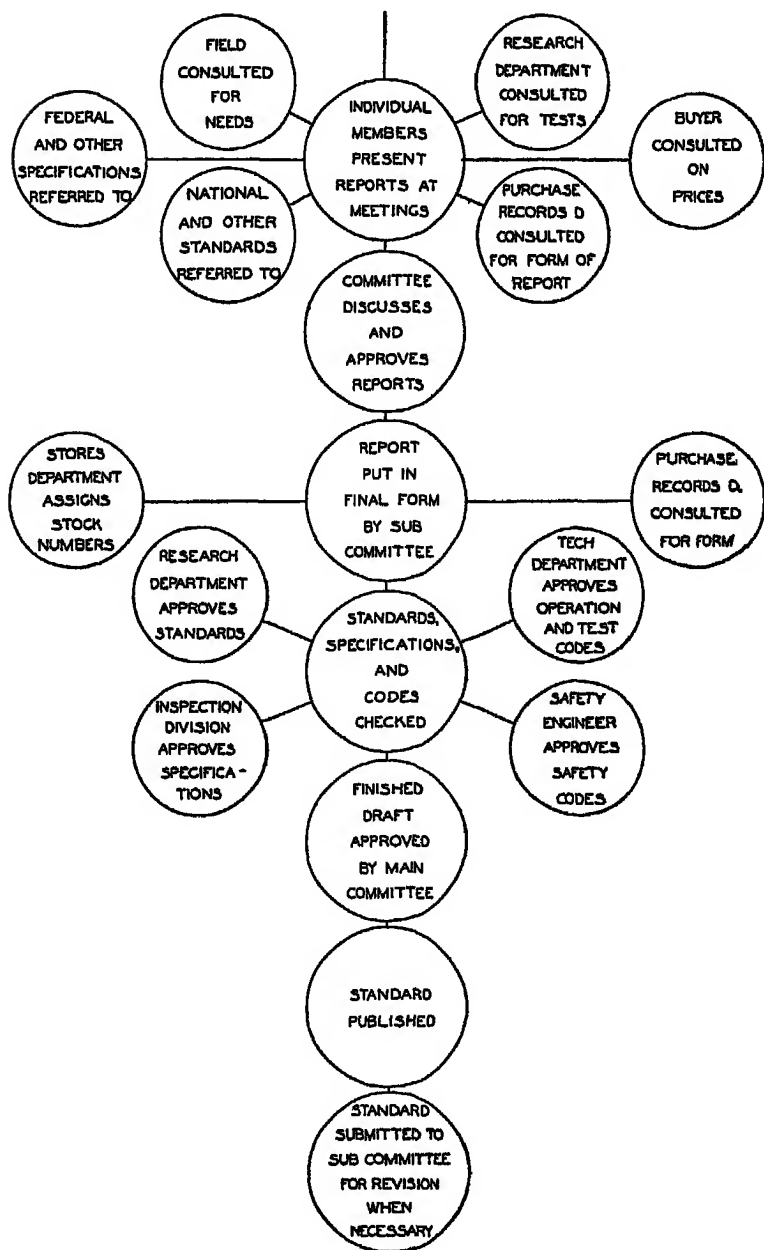 FIELD
CONSULTED
FOR
NEEDS
RESEARCH
DEPARTMENT
CONSULTED
FOR TESTS
FEDERAL
AND OTHER
SPECIFICATIONS
REFERRED TO
INDIVIDUAL
MEMBERS
PRESENT
REPORTS AT
MEETINGS
BUYER
CONSULTED
ON
PRICES
NATIONAL
AND OTHER
STANDARDS
REFERRED TO
PURCHASE
RECORDS D
CONSULTED
FOR FORM OF
REPORT
COMMITTEE
DISCUSSES
AND
APPROVES
REPORTS
STORES
DEPARTMENT
ASSIGNS
STOCK
NUMBERS
REPORT
PUT IN
FINAL FORM
BY SUB
COMMITTEE
PURCHASE
RECORDS D.
CONSULTED
FOR FORM
RESEARCH
DEPARTMENT
APPROVES
STANDARDS
TECH
DEPARTMENT
APPROVES
OPERATION
AND TEST
CODES
STANDARDS,
SPECIFICATIONS,
AND
CODES
CHECKED
INSPECTION
DIVISION
APPROVES
SPECIFICA-
TIONS
SAFETY
ENGINEER
APPROVES
SAFETY
CODES
FINISHED
DRAFT
APPROVED
BY MAIN
COMMITTEE
STANDARD
PUBLISHED
STANDARD
SUBMITTED TO
SUB COMMITTEE
FOR REVISION
WHEN
NECESSARY